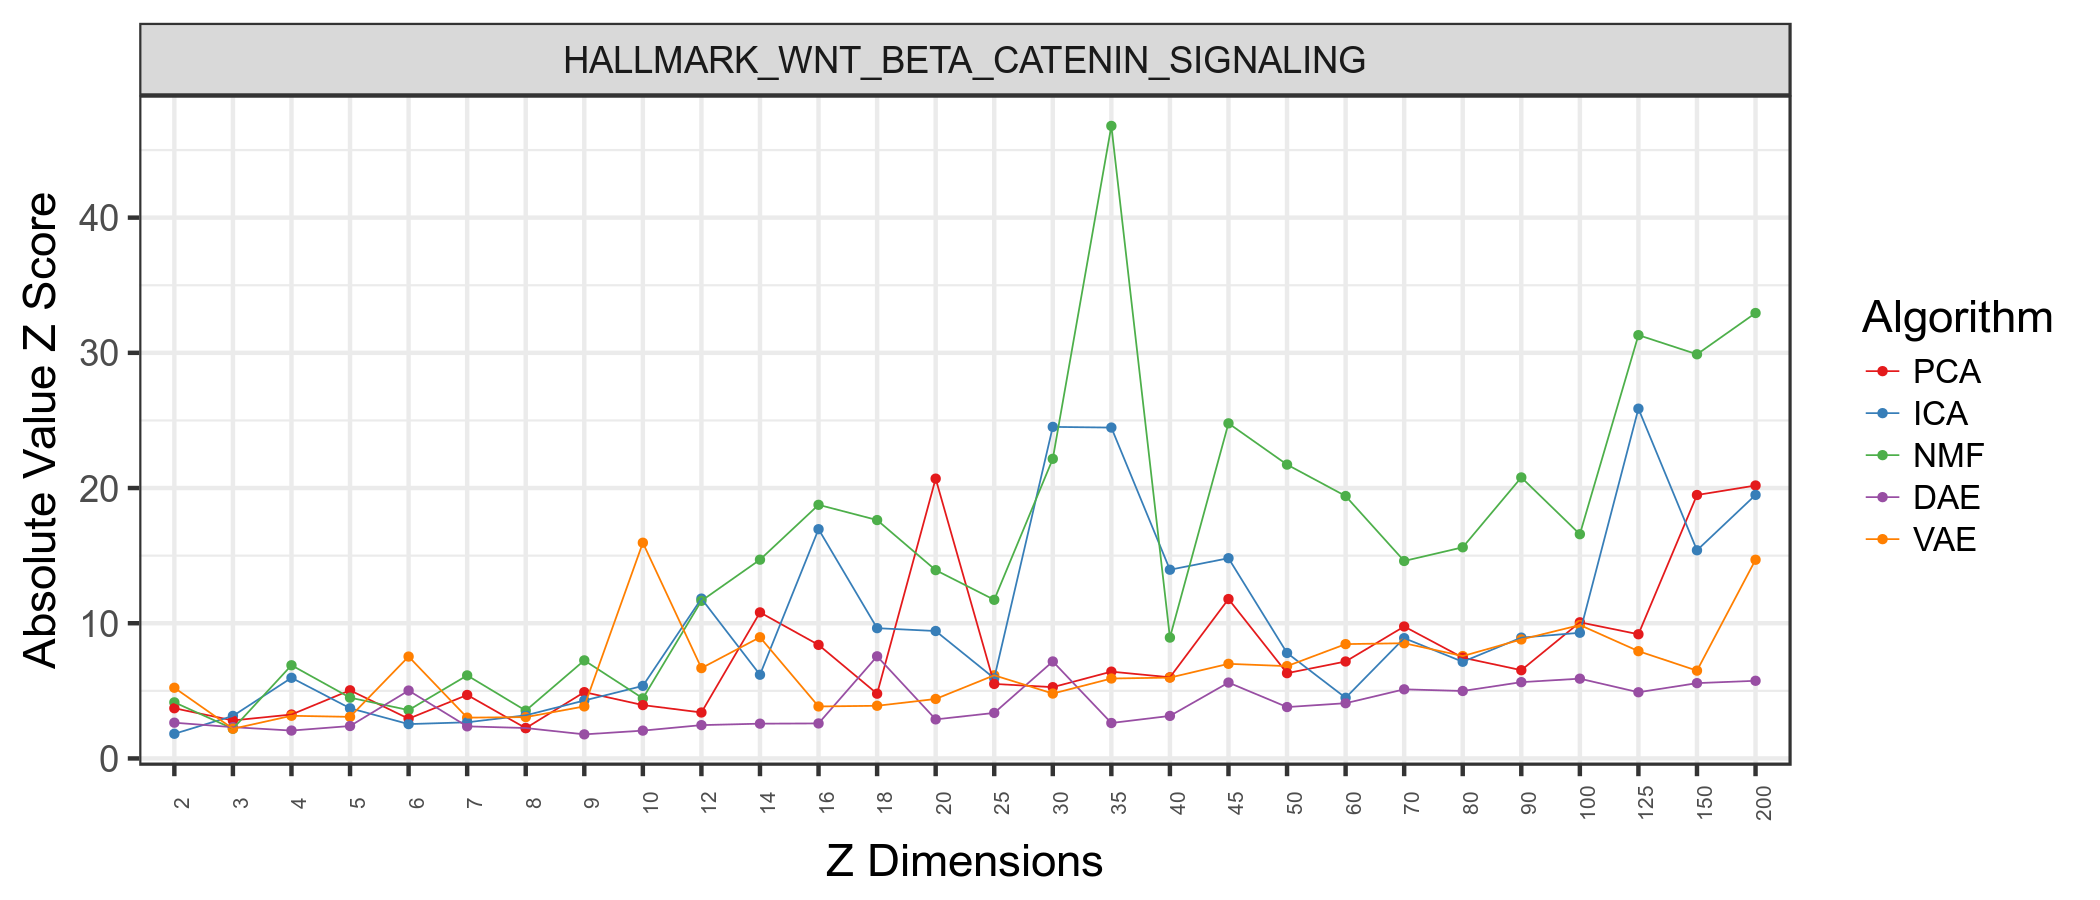 HALLMARK_WNT_BETA_CATENIN_SIGNALING
Absolute Value Z Score
40
30
20
10
0
2 3 4 5 6 7 8 9 10 12 14 16 18 20 25 30 35 40 45 50 60 70 80 90 100 125 150 200
Z Dimensions
Algorithm
PCA
ICA
NMF
DAE
VAE